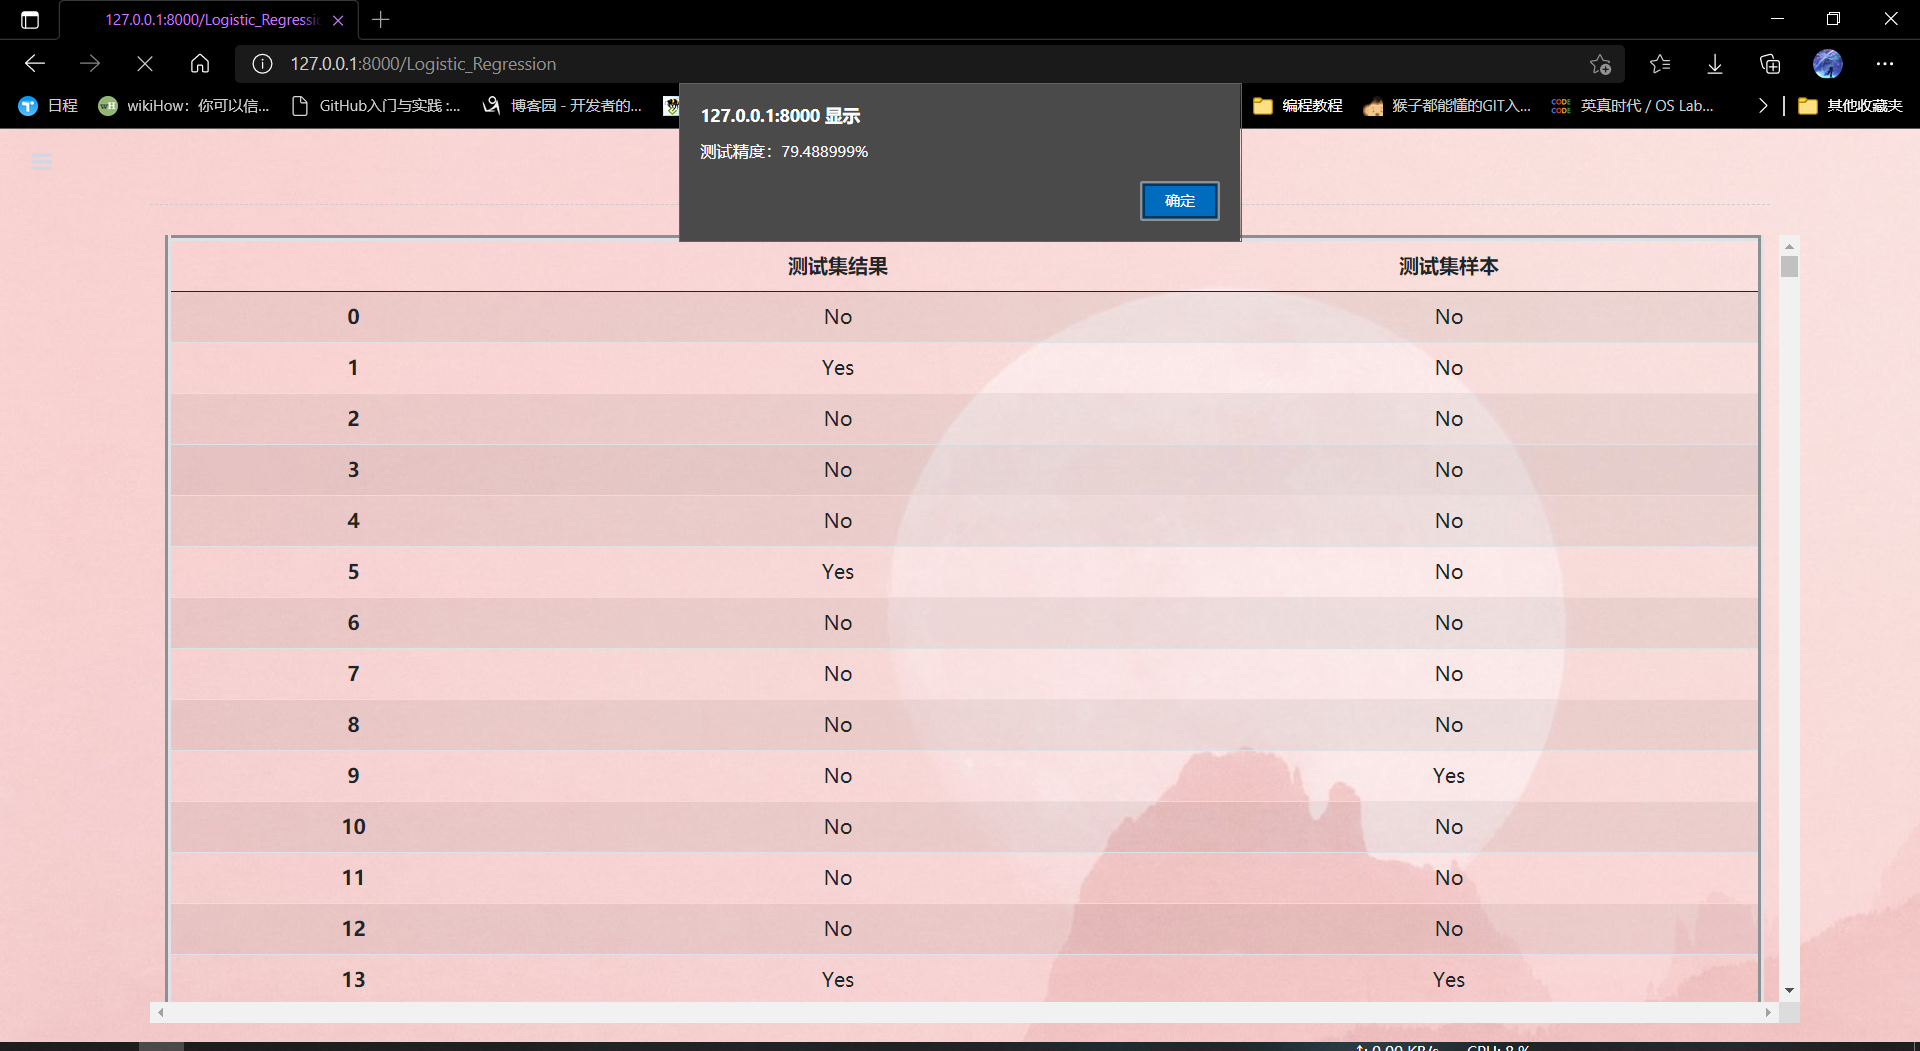 127.0.0.1:8000/Logistic_Regressi
127.0.0.1:8000/Logistic_Regression
日程
wikiHow：你可以信...
GitHub入门与实践 :...
博客园 - 开发者的...
编程教程
猴子都能懂的GIT入...
英真时代 / OS Lab...
其他收藏夹
127.0.0.1:8000 显示
测试精度：79.488999%
确定
测试集结果 测试集样本
0 No No
1 Yes No
2 No No
3 No No
4 No No
5 Yes No
6 No No
7 No No
8 No No
9 No Yes
10 No No
11 No No
12 No No
13 Yes Yes